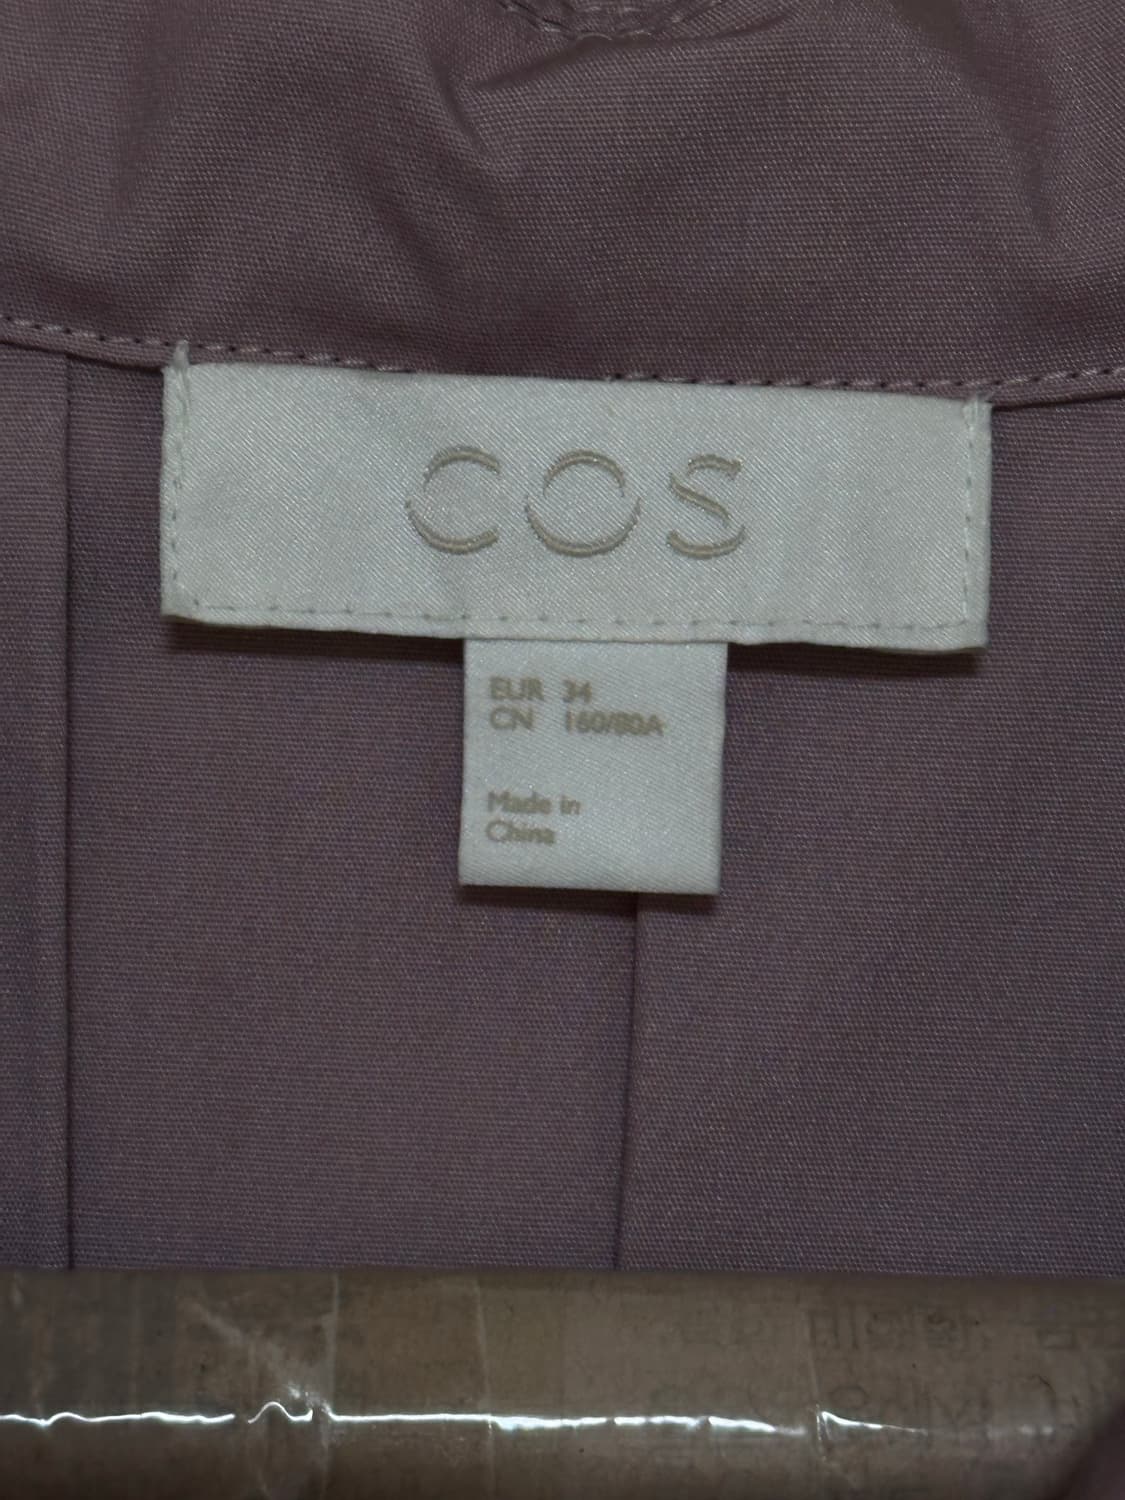 COS
EUR 34
CN 160/80A
Made in
China